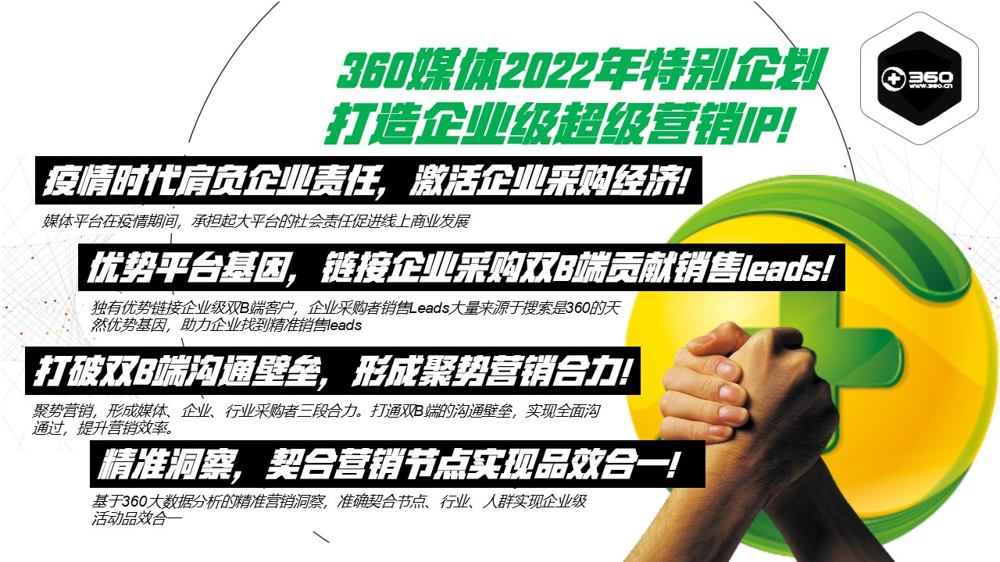 360媒体2022年特别企划
打造企业级超级营销IP!
360
www.360.cn
疫情时代肩负企业责任，激活企业采购经济!
媒体平台在疫情期间，承担起大平台的社会责任促进线上商业发展
优势平台基因，链接企业采购双B端贡献销售leads!
独有优势链接企业级双B端客户，企业采购者销售Leads大量来源于搜索是360的天
然优势基因，助力企业找到精准销售leads
打破双B端沟通壁垒，形成聚势营销合力!
聚势营销，形成媒体、企业、行业采购者三段合力。打通双B端的沟通壁垒，实现全面沟
通过，提升营销效率。
精准洞察，契合营销节点实现品效合一!
基于360大数据分析的精准营销洞察，准确契合节点、行业、人群实现企业级
活动品效合一